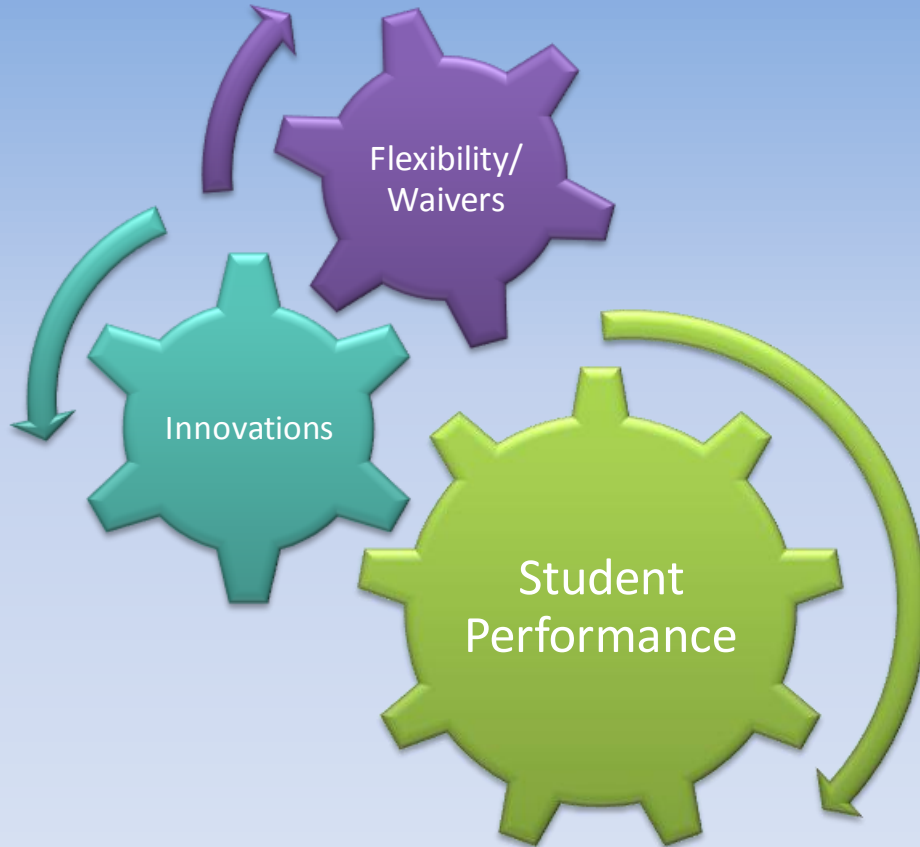 Flexibility/
Waivers
Innovations
Student
Performance